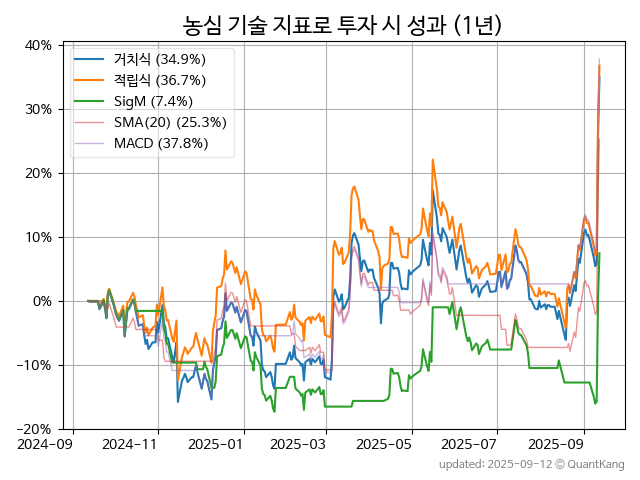 농심 기술 지표로 투자 시 성과 (1년)
40%
30%
20%
10%
0%
−10%
−20%
거치식 (34.9%)
적립식 (36.7%)
SigM (7.4%)
SMA(20) (25.3%)
MACD (37.8%)
2024-09 2024-11 2025-01 2025-03 2025-05 2025-07 2025-09
updated: 2025-09-12 ⓒ QuantKang